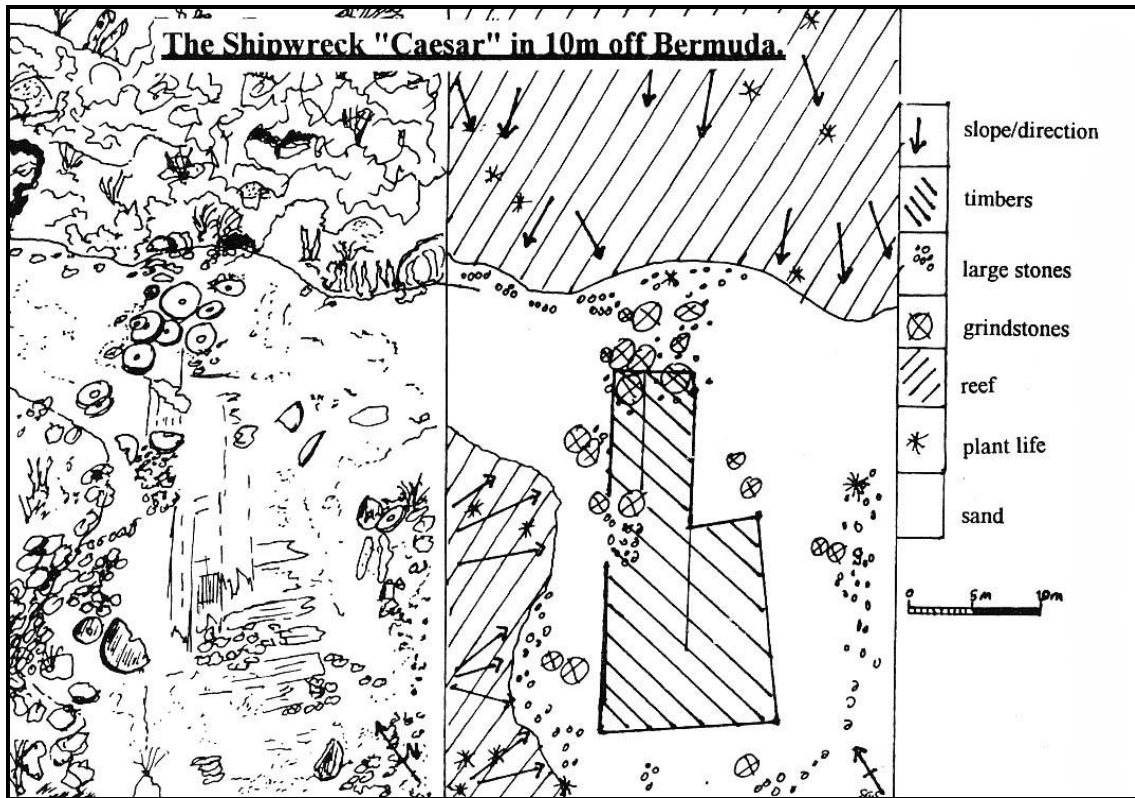 The Shipwreck "Caesar" in 10m off Bermuda.
slope/direction
timbers
large stones
grindstones
reef
plant life
sand
0 5m 10m
N